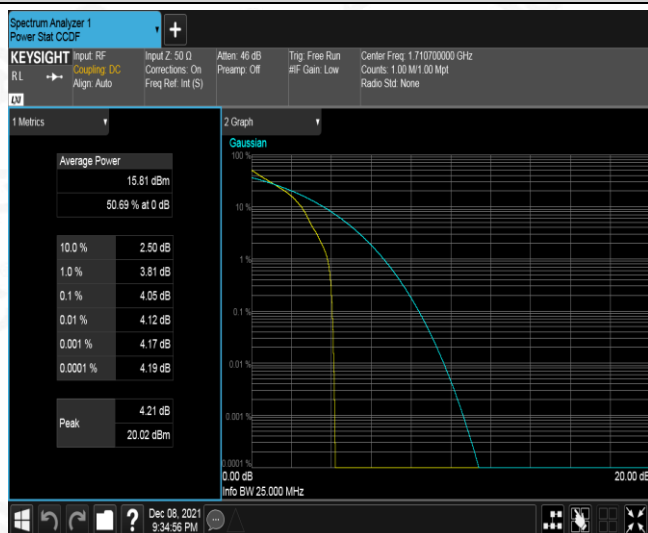 Spectrum Analyzer 1
Power Stat CCDF
+
KEYSIGHT
RL
LXI
Input: RF
Coupling: DC
Align: Auto
Input Z: 50 Ω
Corrections: On
Freq Ref: Int (S)
Atten: 46 dB
Preamp: Off
Trig: Free Run
#IF Gain: Low
Center Freq: 1.710700000 GHz
Counts: 1.00 M/1.00 Mpt
Radio Std: None
1 Metrics
Average Power
15.81 dBm
50.69 % at 0 dB
10.0 % 2.50 dB
1.0 % 3.81 dB
0.1 % 4.05 dB
0.01 % 4.12 dB
0.001 % 4.17 dB
0.0001 % 4.19 dB
Peak
4.21 dB
20.02 dBm
2 Graph
Gaussian
100 %
10 %
1 %
0.1 %
0.01 %
0.001 %
0.0001 %
0.00 dB
20.00 dB
Info BW 25.000 MHz
?
Dec 08, 2021
9:34:56 PM